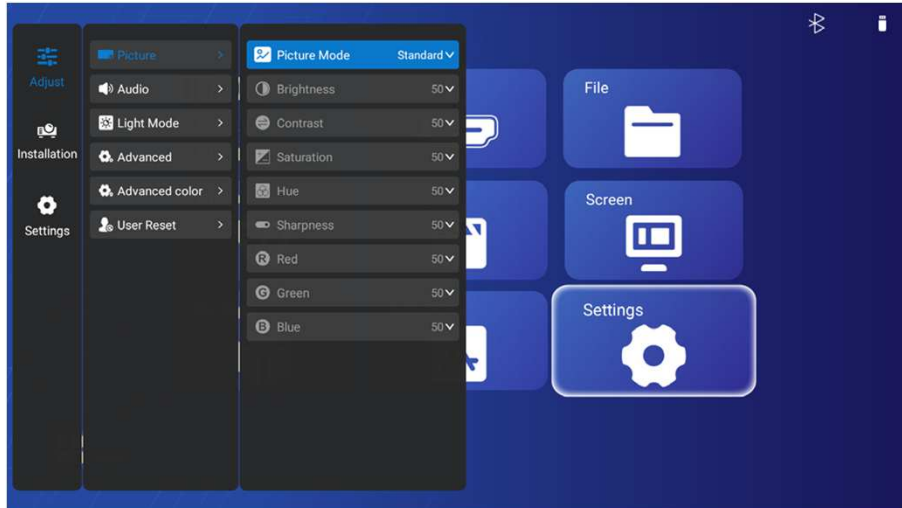 Adjust
Installation
Settings
Picture >
Audio >
Light Mode >
Advanced >
Advanced color >
User Reset >
Picture Mode Standard
Brightness 50
Contrast 50
Saturation 50
Hue 50
Sharpness 50
R Red 50
G Green 50
B Blue 50
File
Screen
Settings